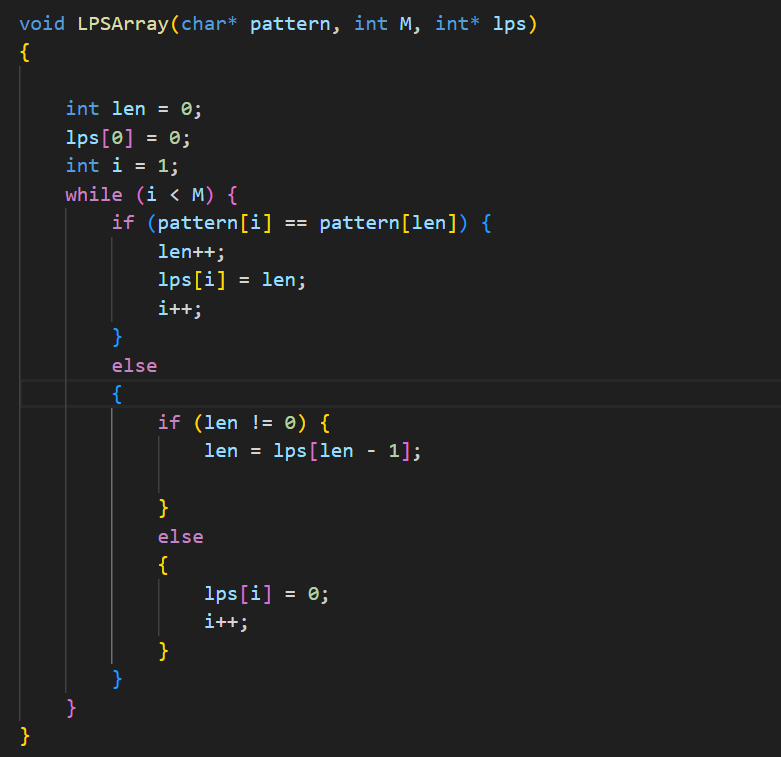 void LPSArray(char* pattern, int M, int* lps)
{
int len = 0;
lps[0] = 0;
int i = 1;
while (i < M) {
if (pattern[i] == pattern[len]) {
len++;
lps[i] = len;
i++;
}
else
{
if (len != 0) {
len = lps[len - 1];
}
else
{
lps[i] = 0;
i++;
}
}
}
}